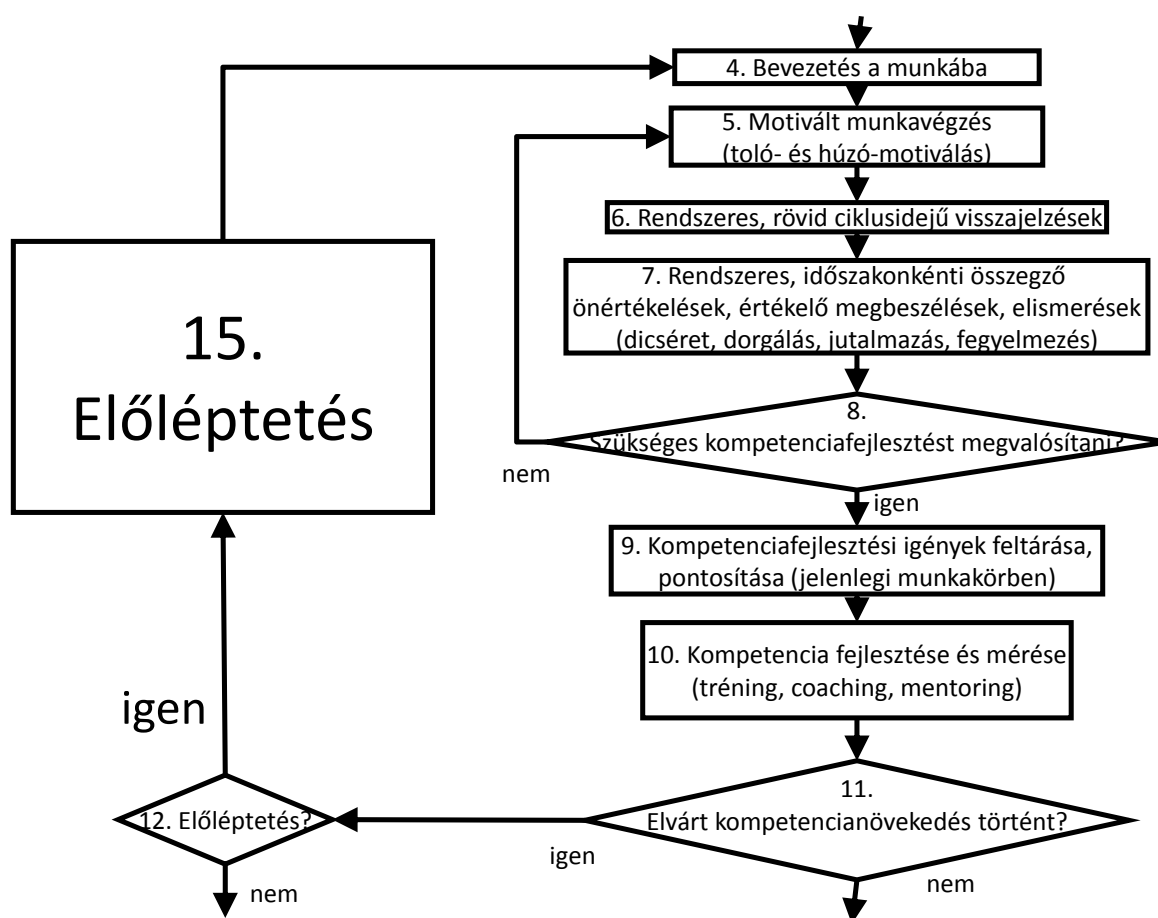 4. Bevezetés a munkába
5. Motivált munkavégzés
(toló- és húzó-motiválás)
6. Rendszeres, rövid ciklusidejű visszajelzések
7. Rendszeres, időszakonkénti összegző
önértékelések, értékelő megbeszélések, elismerések
(dicséret, dorgálás, jutalmazás, fegyelmezés)
8.
Szükséges kompetenciafejlesztést megvalósítani?
nem
igen
9. Kompetenciafejlesztési igények feltárása,
pontosítása (jelenlegi munkakörben)
10. Kompetencia fejlesztése és mérése
(tréning, coaching, mentoring)
11.
Elvárt kompetencianövekedés történt?
igen
nem
12. Előléptetés?
igen
nem
15.
Előléptetés